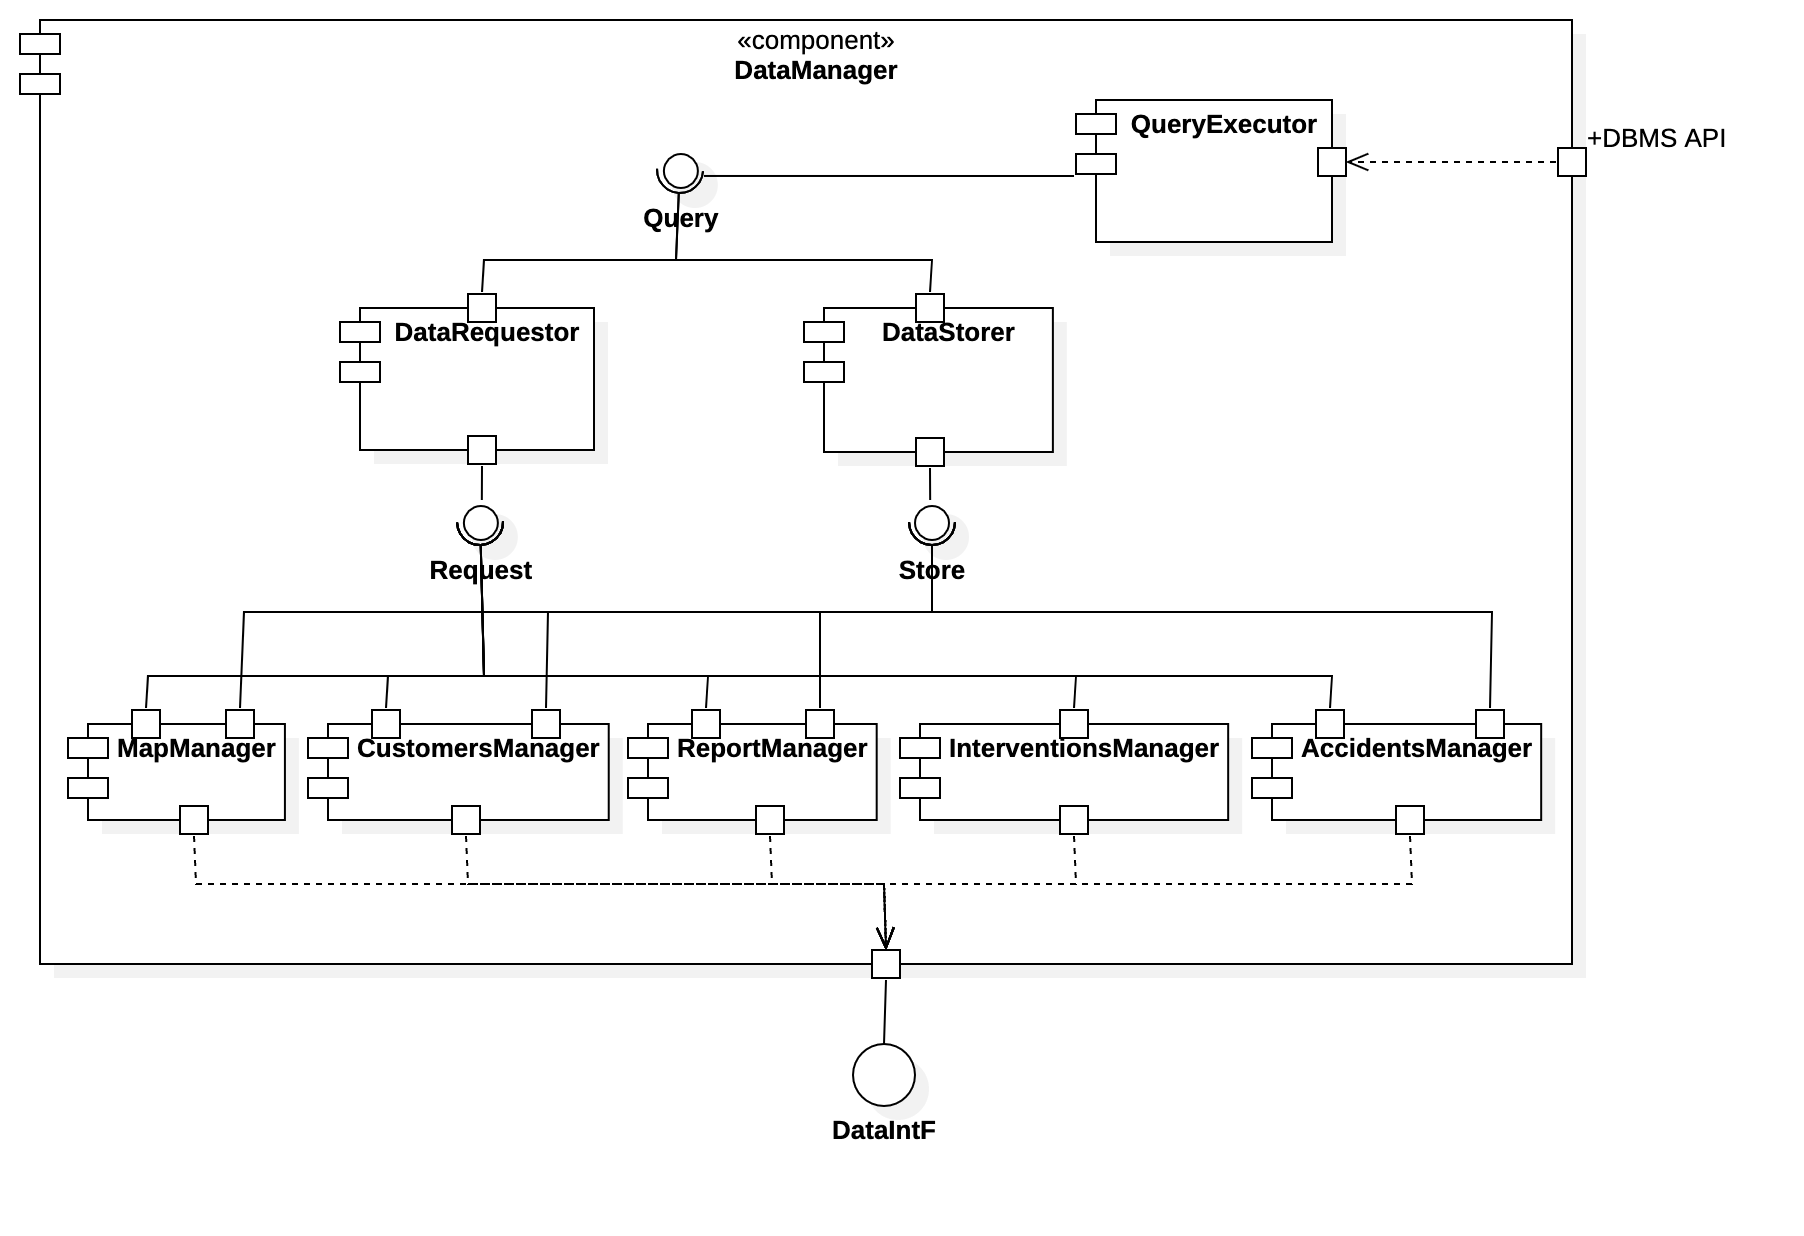 «component»
DataManager
QueryExecutor
+DBMS API
Query
DataRequestor
DataStorer
Request
Store
MapManager
CustomersManager
ReportManager
InterventionsManager
AccidentsManager
DataIntF